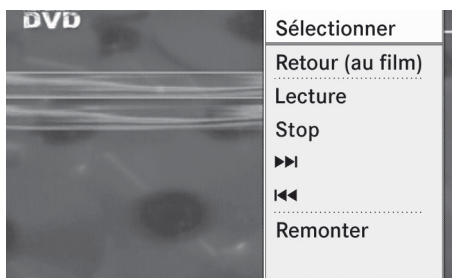 DVD
Sélectionner
Retour (au film)
Lecture
Stop
▶▶|
|◀◀
Remonter